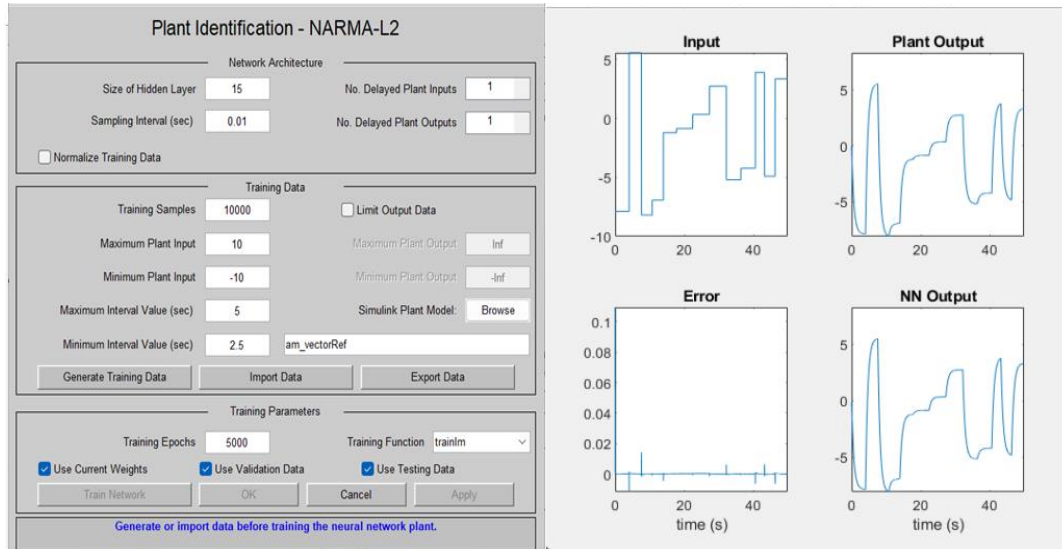 Plant Identification - NARMA-L2
Network Architecture
Size of Hidden Layer 15 No. Delayed Plant Inputs 1
Sampling Interval (sec) 0.01 No. Delayed Plant Outputs 1
Normalize Training Data
Training Data
Training Samples 10000 Limit Output Data
Maximum Plant Input 10 Maximum Plant Output Inf
Minimum Plant Input -10 Minimum Plant Output -Inf
Maximum Interval Value (sec) 5 Simulink Plant Model: Browse
Minimum Interval Value (sec) 2.5 am_vectorRef
Generate Training Data Import Data Export Data
Training Parameters
Training Epochs 5000 Training Function trainlm
Use Current Weights Use Validation Data Use Testing Data
Train Network OK Cancel Apply
Generate or import data before training the neural network plant.
Input
5
0
-5
-10
0 20 40
Plant Output
5
0
-5
0 20 40
Error
0.1
0.08
0.06
0.04
0.02
0
0 20 40
time (s)
NN Output
5
0
-5
0 20 40
time (s)